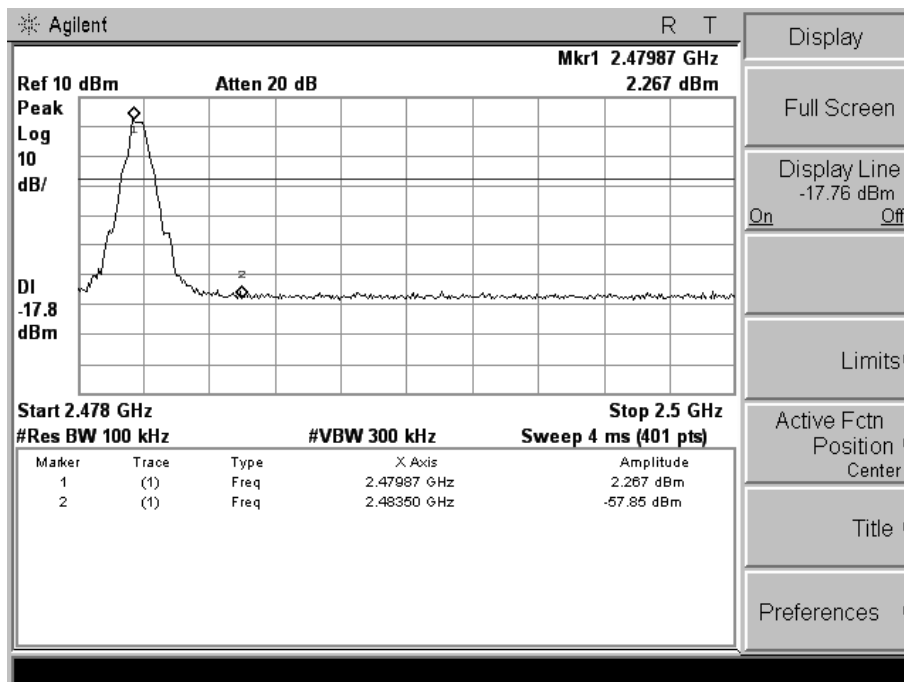 Agilent R T
Mkr1 2.47987 GHz
Ref 10 dBm Atten 20 dB 2.267 dBm
Peak
Log
10
dB/
1
2
DI
-17.8
dBm
Start 2.478 GHz Stop 2.5 GHz
#Res BW 100 kHz #VBW 300 kHz Sweep 4 ms (401 pts)
Marker Trace Type X Axis Amplitude
1 (1) Freq 2.47987 GHz 2.267 dBm
2 (1) Freq 2.48350 GHz -57.85 dBm
Display
Full Screen
Display Line
-17.76 dBm
On Off
Limits
Active Fctn
Position
Center
Title
Preferences